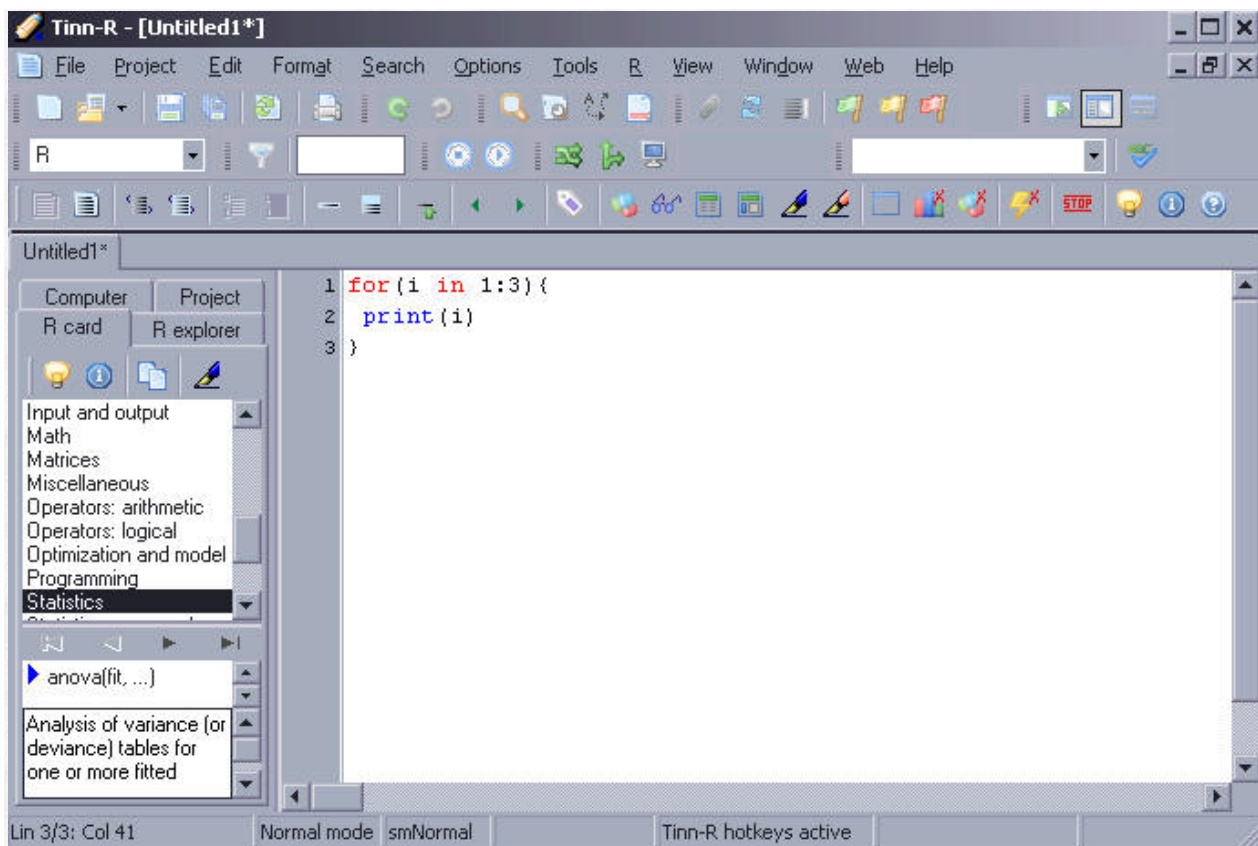 Tinn-R - [Untitled1*]
File Project Edit Format Search Options Tools R View Window Web Help
R
STOP
Untitled1*
Computer Project
R card R explorer
Input and output
Math
Matrices
Miscellaneous
Operators: arithmetic
Operators: logical
Optimization and model
Programming
Statistics
anova(fit, ...)
Analysis of variance (or
deviance) tables for
one or more fitted
1 for(i in 1:3){
2 print(i)
3 }
Lin 3/3: Col 41 Normal mode smNormal Tinn-R hotkeys active